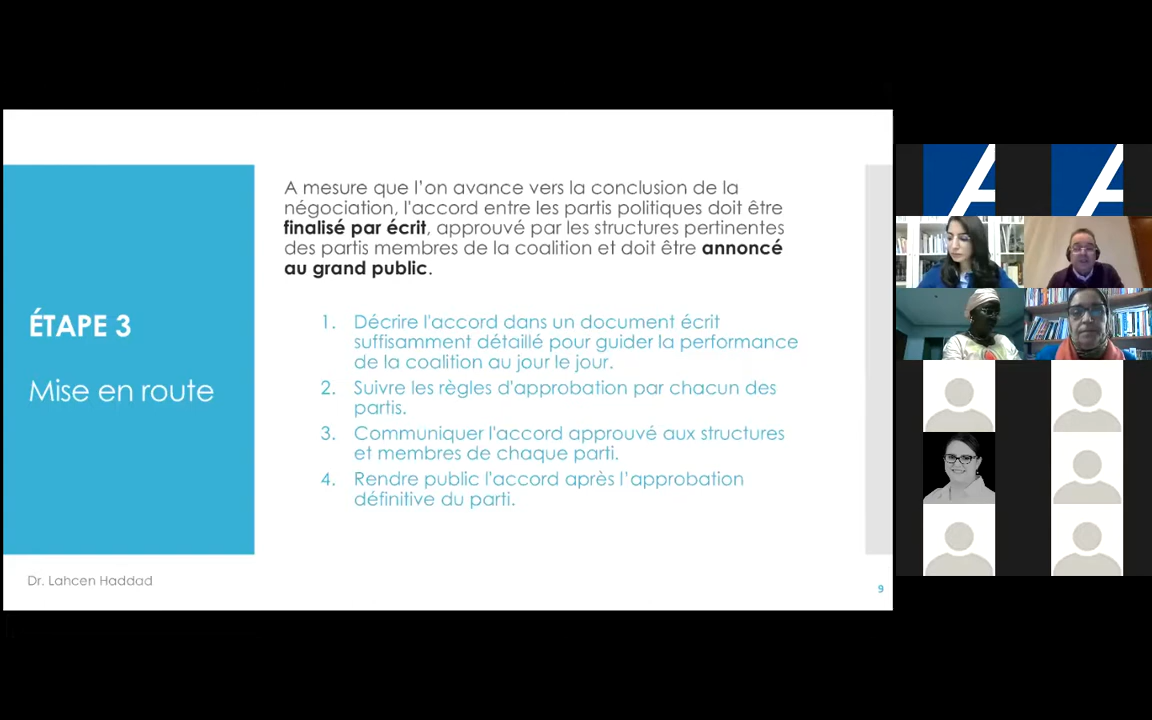 A mesure que l'on avance vers la conclusion de la
négociation, l'accord entre les partis politiques doit être
finalisé par écrit, approuvé par les structures pertinentes
des partis membres de la coalition et doit être annoncé
au grand public.
ÉTAPE 3
Mise en route
1. Décrire l'accord dans un document écrit
suffisamment détaillé pour guider la performance
de la coalition au jour le jour.
2. Suivre les règles d'approbation par chacun des
partis.
3. Communiquer l'accord approuvé aux structures
et membres de chaque parti.
4. Rendre public l'accord après l'approbation
définitive du parti.
Dr. Lahcen Haddad
9